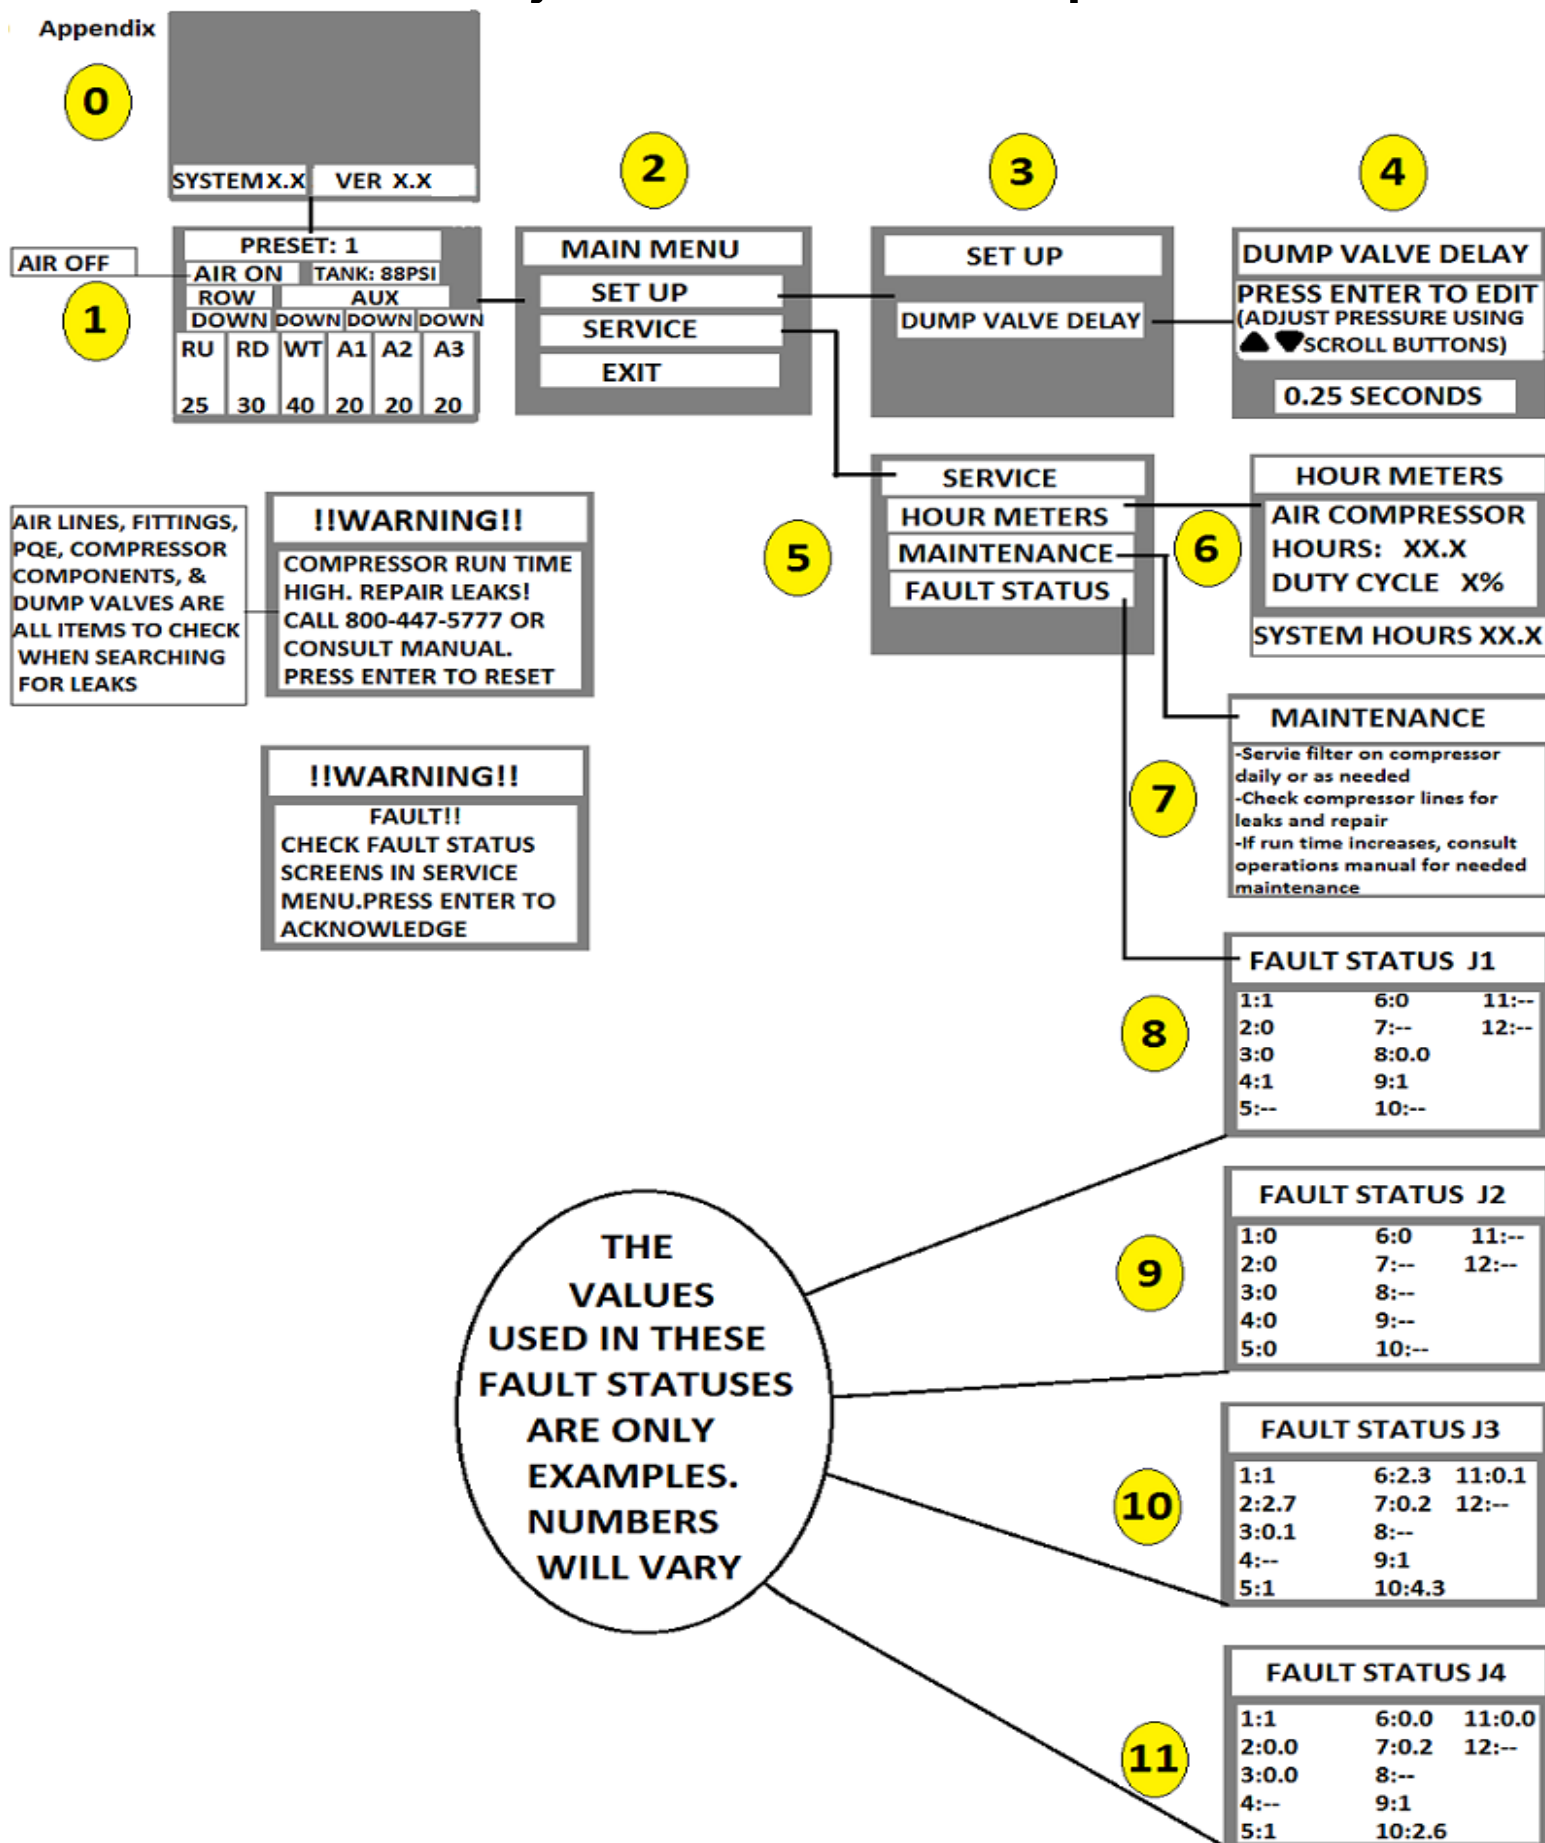 Appendix
0
SYSTEM X.X VER X.X
AIR OFF
1
PRESET: 1
AIR ON TANK: 88PSI
ROW AUX
DOWN DOWN DOWN DOWN
RU RD WT A1 A2 A3
25 30 40 20 20 20
2
MAIN MENU
SET UP
SERVICE
EXIT
3
SET UP
DUMP VALVE DELAY
4
DUMP VALVE DELAY
PRESS ENTER TO EDIT
(ADJUST PRESSURE USING
SCROLL BUTTONS)
0.25 SECONDS
AIR LINES, FITTINGS,
PQE, COMPRESSOR
COMPONENTS, &
DUMP VALVES ARE
ALL ITEMS TO CHECK
WHEN SEARCHING
FOR LEAKS
!!WARNING!!
COMPRESSOR RUN TIME
HIGH. REPAIR LEAKS!
CALL 800-447-5777 OR
CONSULT MANUAL.
PRESS ENTER TO RESET
!!WARNING!!
FAULT!!
CHECK FAULT STATUS
SCREENS IN SERVICE
MENU.PRESS ENTER TO
ACKNOWLEDGE
5
SERVICE
HOUR METERS
MAINTENANCE
FAULT STATUS
6
HOUR METERS
AIR COMPRESSOR
HOURS: XX.X
DUTY CYCLE X%
SYSTEM HOURS XX.X
7
MAINTENANCE
-Servie filter on compressor
daily or as needed
-Check compressor lines for
leaks and repair
-If run time increases, consult
operations manual for needed
maintenance
8
FAULT STATUS J1
1:1 6:0 11:--
2:0 7:-- 12:--
3:0 8:0.0
4:1 9:1
5:-- 10:--
9
FAULT STATUS J2
1:0 6:0 11:--
2:0 7:-- 12:--
3:0 8:--
4:0 9:--
5:0 10:--
THE
VALUES
USED IN THESE
FAULT STATUSES
ARE ONLY
EXAMPLES.
NUMBERS
WILL VARY
10
FAULT STATUS J3
1:1 6:2.3 11:0.1
2:2.7 7:0.2 12:--
3:0.1 8:--
4:-- 9:1
5:1 10:4.3
11
FAULT STATUS J4
1:1 6:0.0 11:0.0
2:0.0 7:0.2 12:--
3:0.0 8:--
4:-- 9:1
5:1 10:2.6